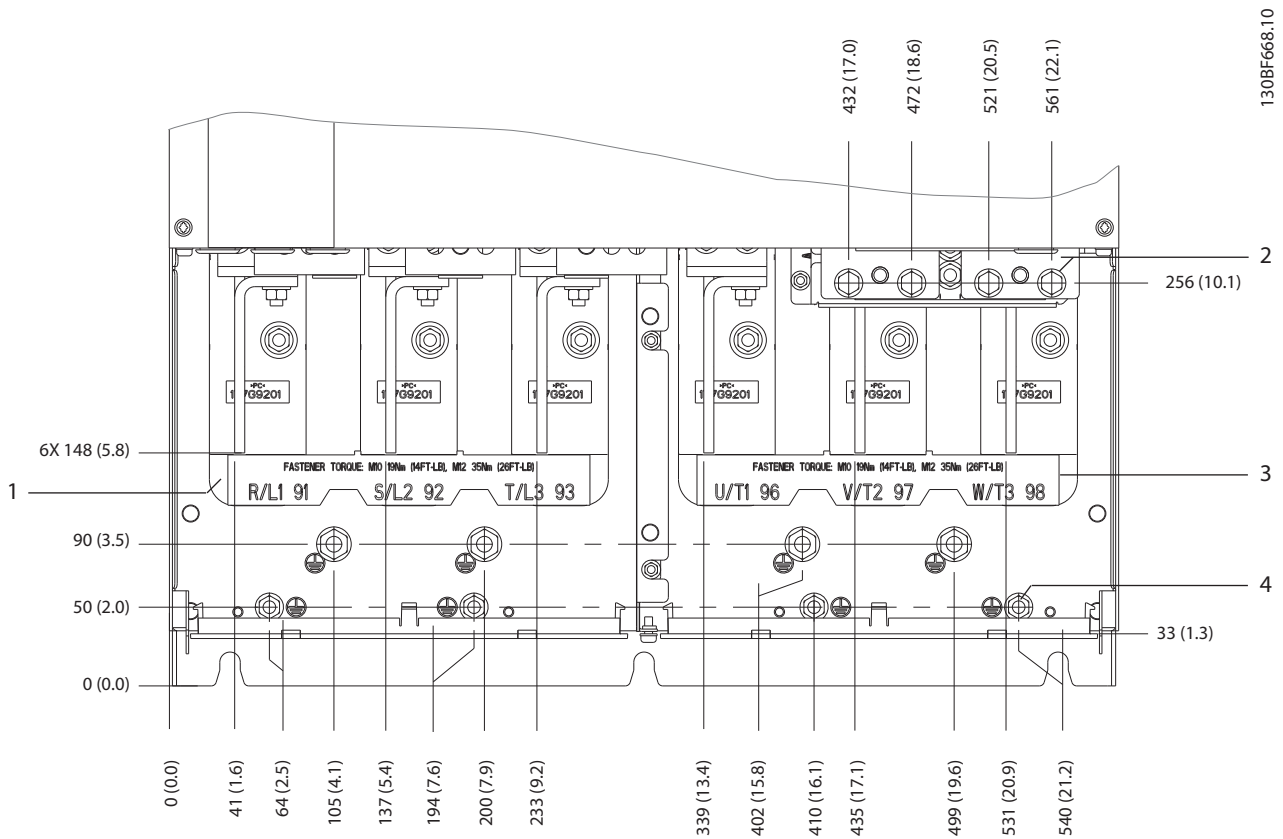 130BF668.10
432 (17.0)
472 (18.6)
521 (20.5)
561 (22.1)
2
256 (10.1)
»PC«
»PC«
»PC«
»PC«
»PC«
»PC«
6X 148 (5.8)
FASTENER TORQUE: M10 19Nm (14FT-LB), M12 35Nm (26FT-LB)
FASTENER TORQUE: M10 19Nm (14FT-LB), M12 35Nm (26FT-LB)
3
1
R/L1 91 S/L2 92 T/L3 93
U/T1 96 V/T2 97 W/T3 98
90 (3.5)
4
50 (2.0)
33 (1.3)
0 (0.0)
0 (0.0)
41 (1.6)
64 (2.5)
105 (4.1)
137 (5.4)
194 (7.6)
200 (7.9)
233 (9.2)
339 (13.4)
402 (15.8)
410 (16.1)
435 (17.1)
499 (19.6)
531 (20.9)
540 (21.2)